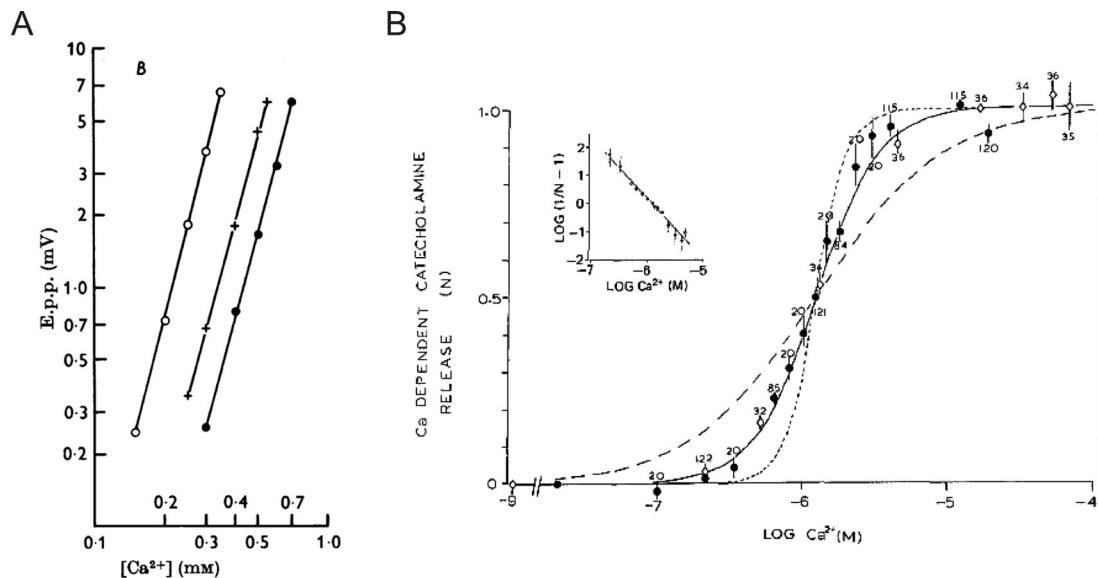 A
B
B
10
7
5
3
2
1·0
0·7
0·5
0·3
0·2
E.p.p. (mV)
0·2 0·4 0·7
0·1 0·3 0·5 1·0
[Ca²⁺] (mM)
Ca DEPENDENT CATECHOLAMINE
RELEASE (N)
1.0
0.5
0
LOG (1/N – 1)
2
1
0
-1
-2
-7 -6 -5
LOG Ca²⁺(M)
20
122
20
32
85
20
20
121
34
20
84
20
20
115
36
115
36
120
34
36
35
-9 -7 -6 -5 -4
LOG Ca²⁺(M)